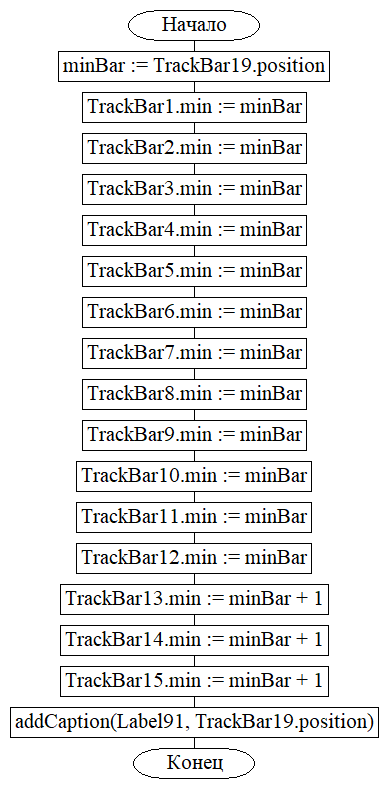 Начало
minBar := TrackBar19.position
TrackBar1.min := minBar
TrackBar2.min := minBar
TrackBar3.min := minBar
TrackBar4.min := minBar
TrackBar5.min := minBar
TrackBar6.min := minBar
TrackBar7.min := minBar
TrackBar8.min := minBar
TrackBar9.min := minBar
TrackBar10.min := minBar
TrackBar11.min := minBar
TrackBar12.min := minBar
TrackBar13.min := minBar + 1
TrackBar14.min := minBar + 1
TrackBar15.min := minBar + 1
addCaption(Label91, TrackBar19.position)
Конец